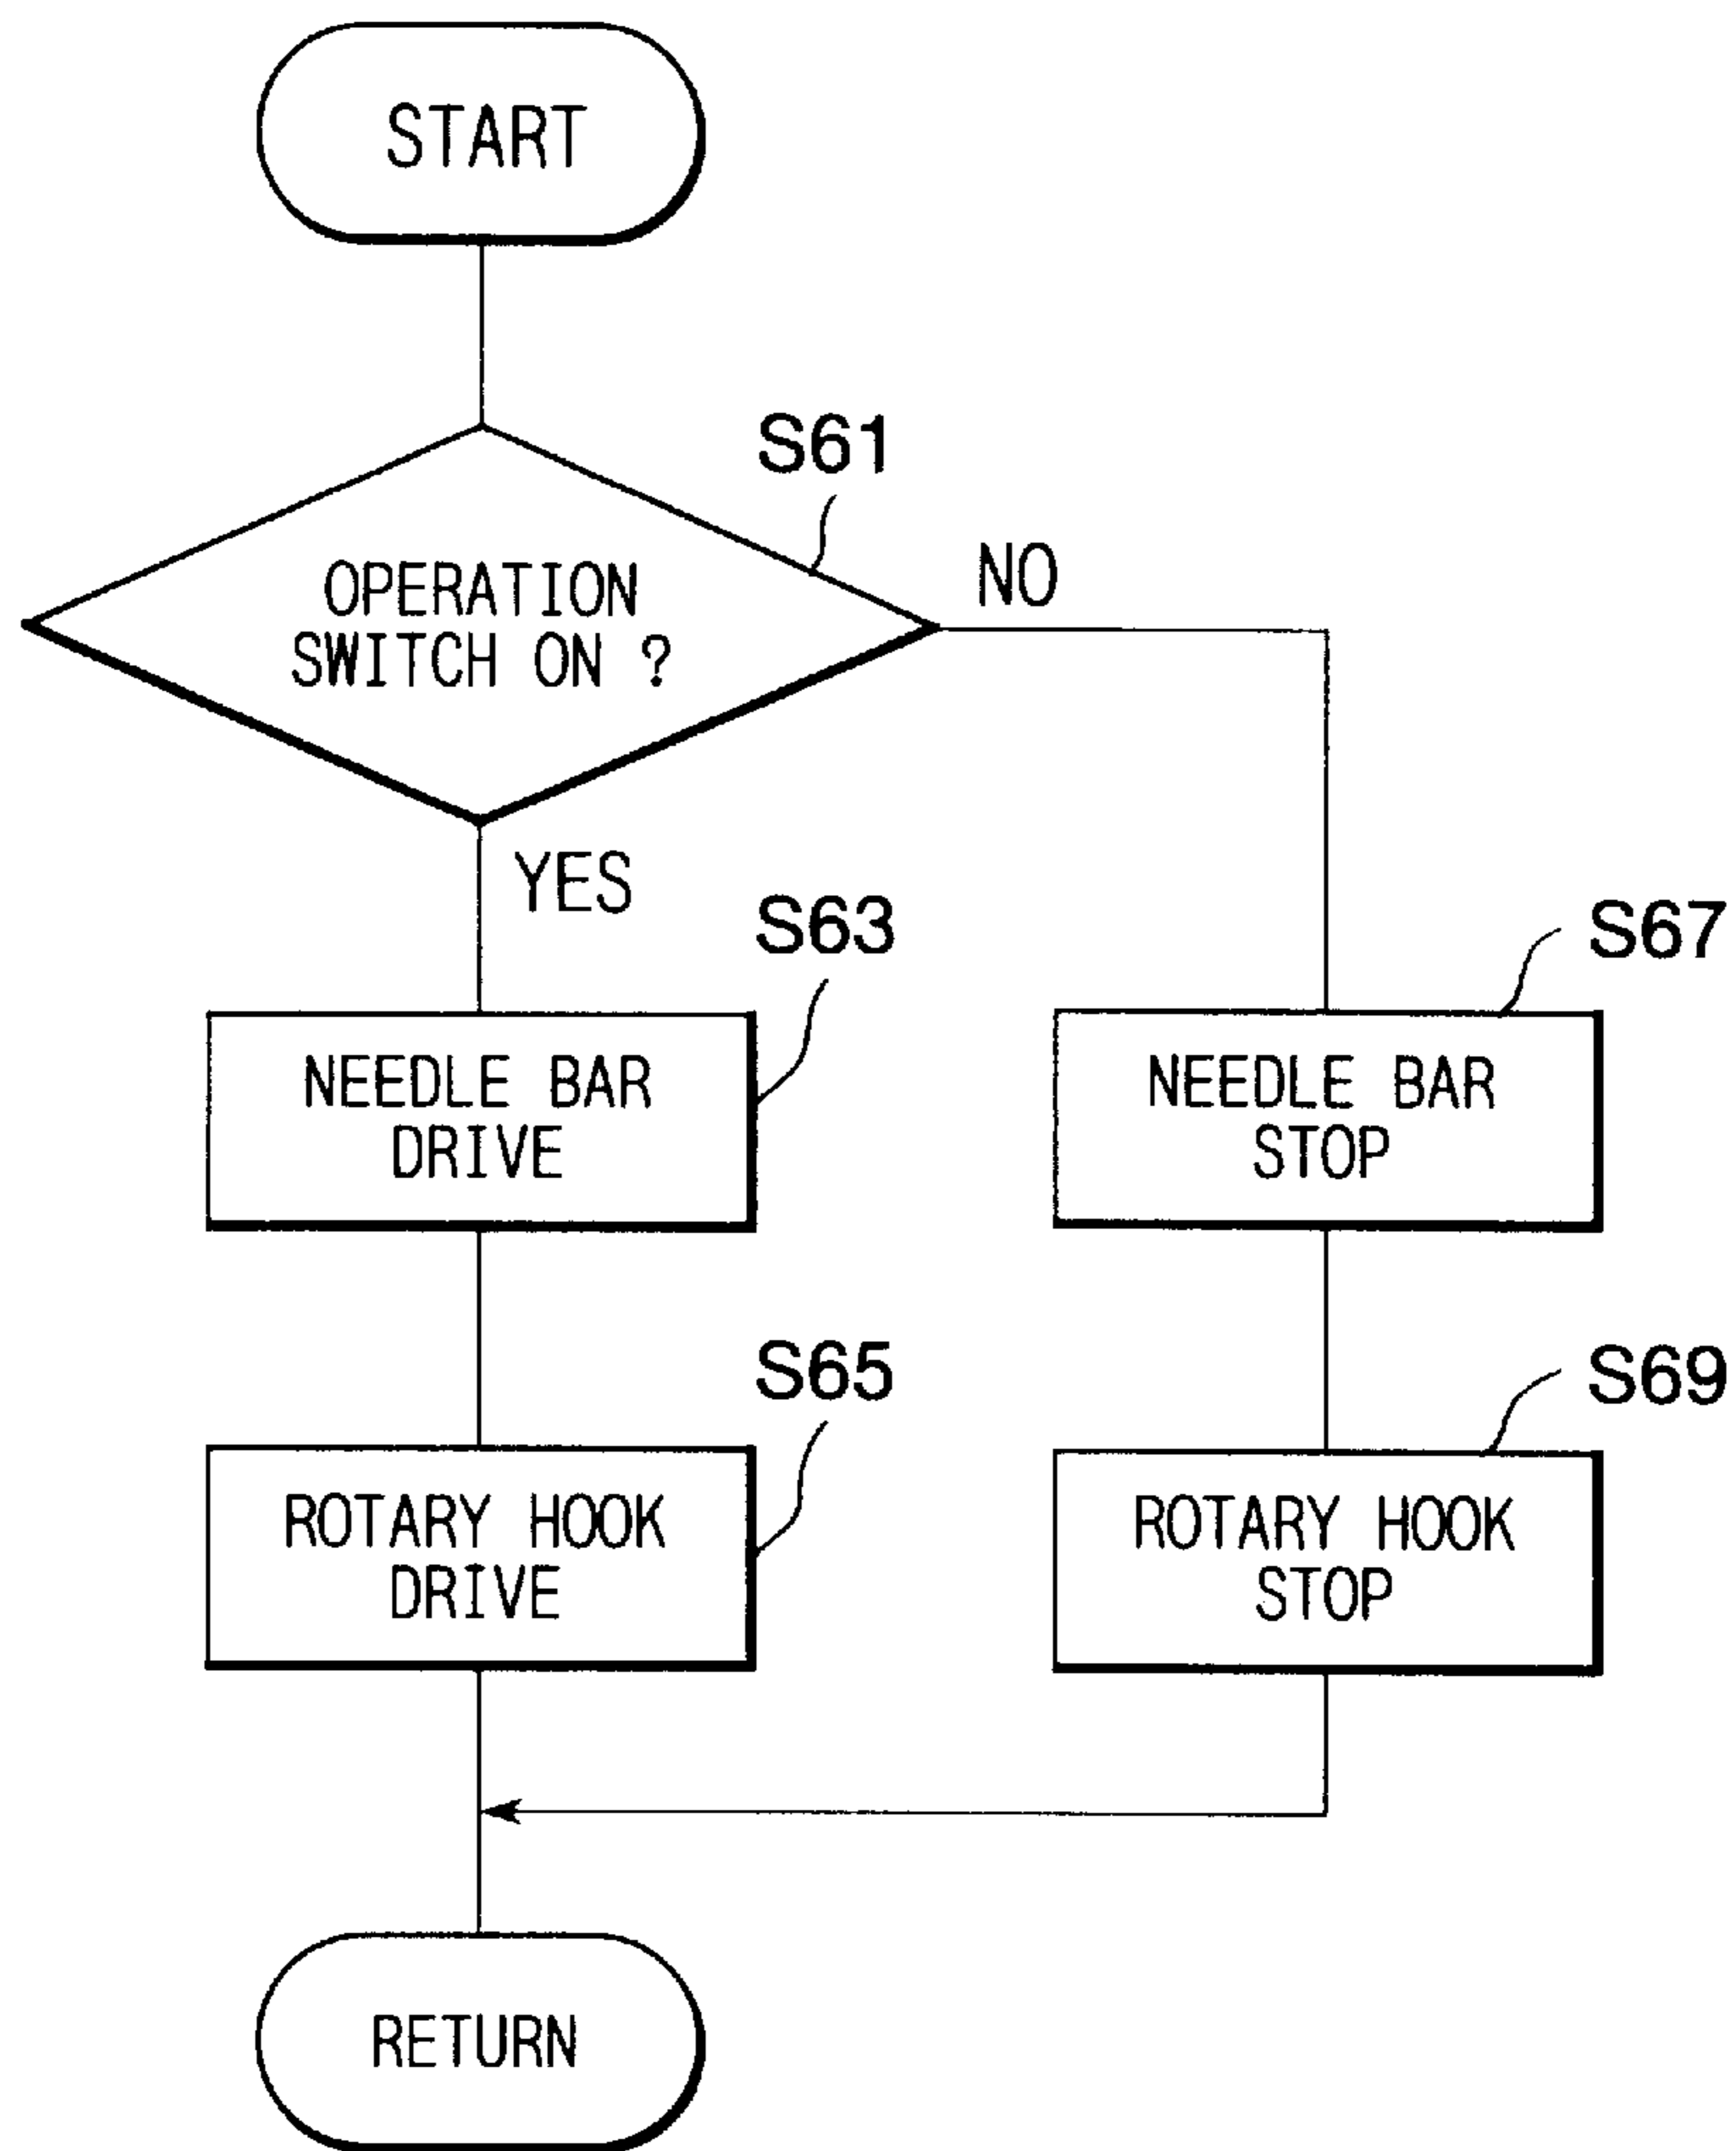 START
S61
OPERATION
SWITCH ON ?
NO
YES
S63
S67
NEEDLE BAR
DRIVE
NEEDLE BAR
STOP
S65
S69
ROTARY HOOK
DRIVE
ROTARY HOOK
STOP
RETURN